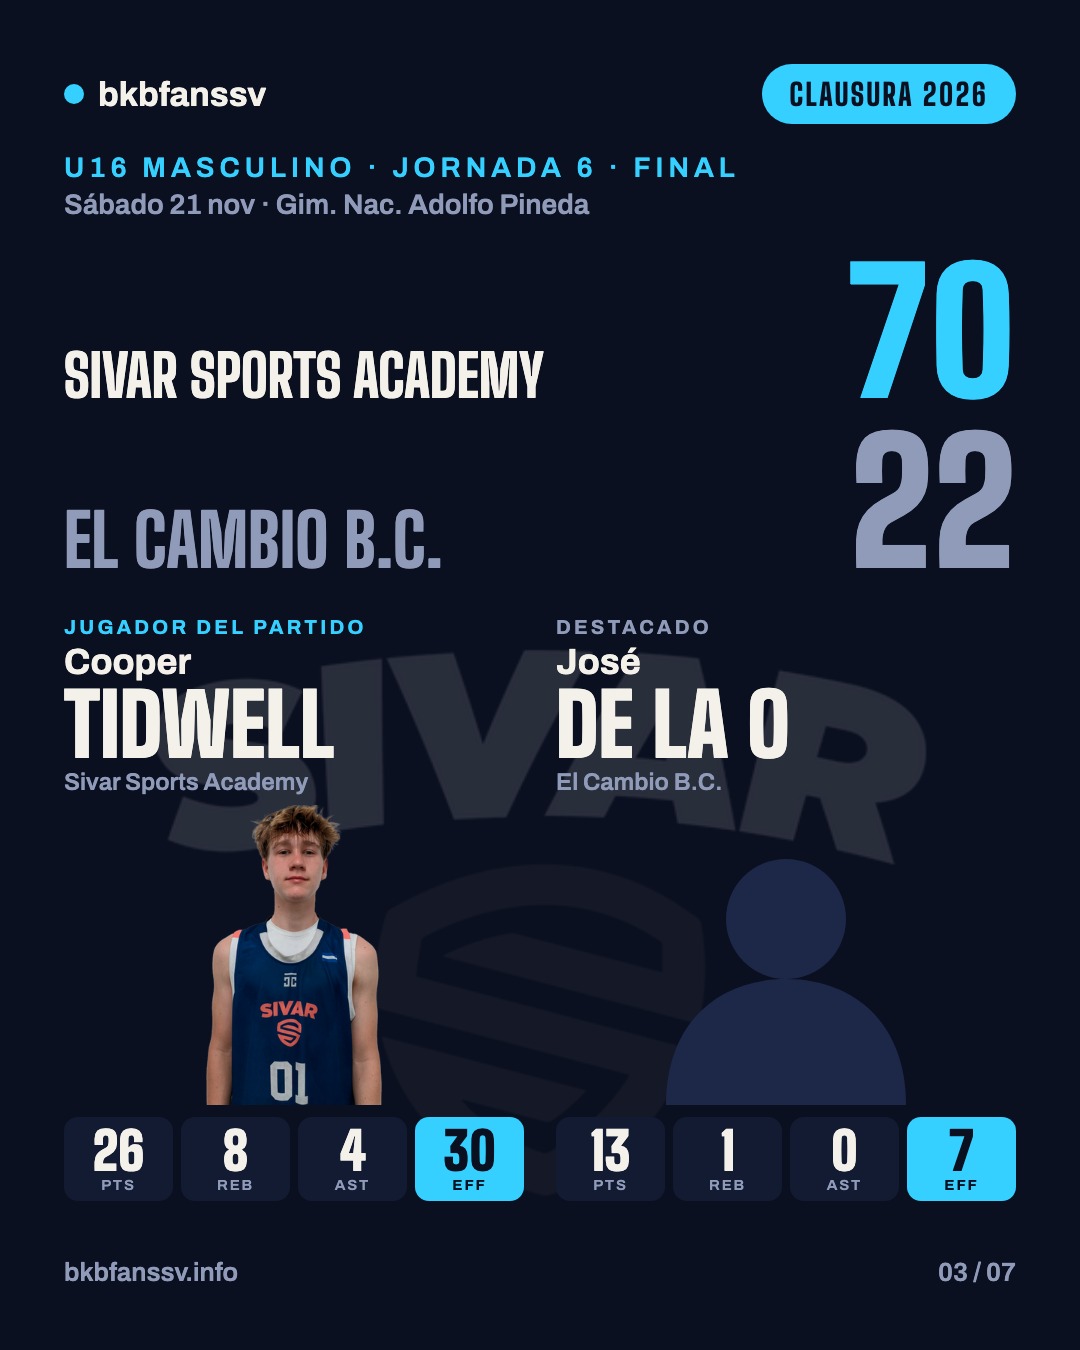 bkbfanssv
CLAUSURA 2026
U16 MASCULINO · JORNADA 6 · FINAL
Sábado 21 nov · Gim. Nac. Adolfo Pineda
SIVAR SPORTS ACADEMY
70
EL CAMBIO B.C.
22
JUGADOR DEL PARTIDO
Cooper
TIDWELL
Sivar Sports Academy
DESTACADO
José
DE LA O
El Cambio B.C.
SIVAR
SIVAR
01
26 8 4 30
PTS REB AST EFF
13 1 0 7
PTS REB AST EFF
bkbfanssv.info
03 / 07